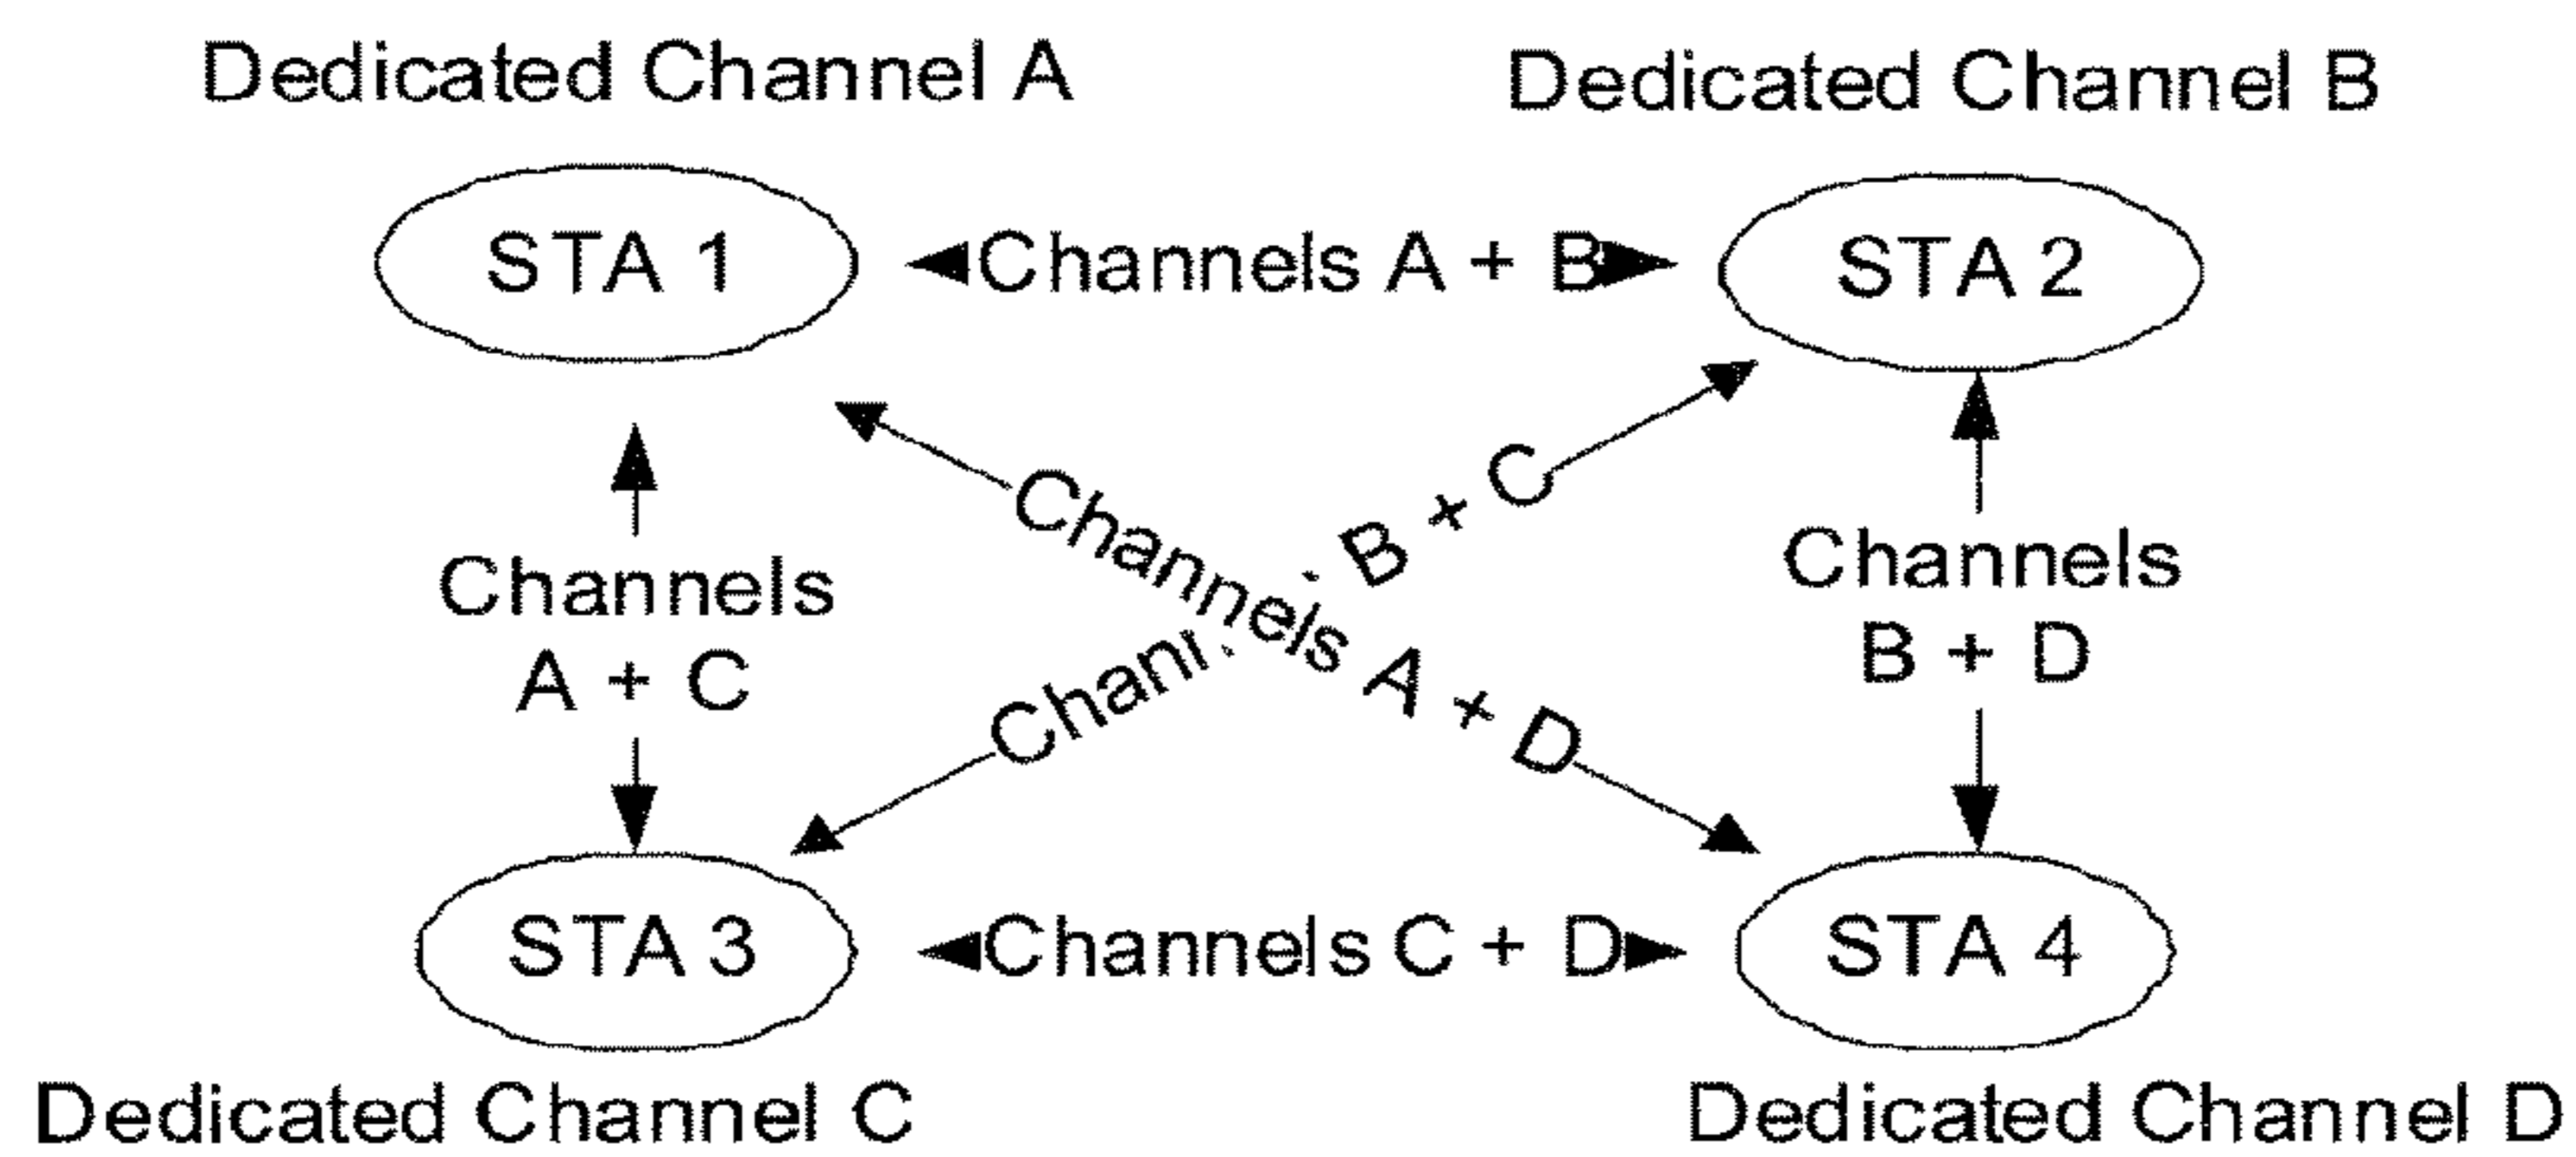 Dedicated Channel A
Dedicated Channel B
STA 1
Channels A + B
STA 2
Channels
A + C
Channels A + D
B + C
Channels
B + D
STA 3
Channels C + D
STA 4
Dedicated Channel C
Dedicated Channel D